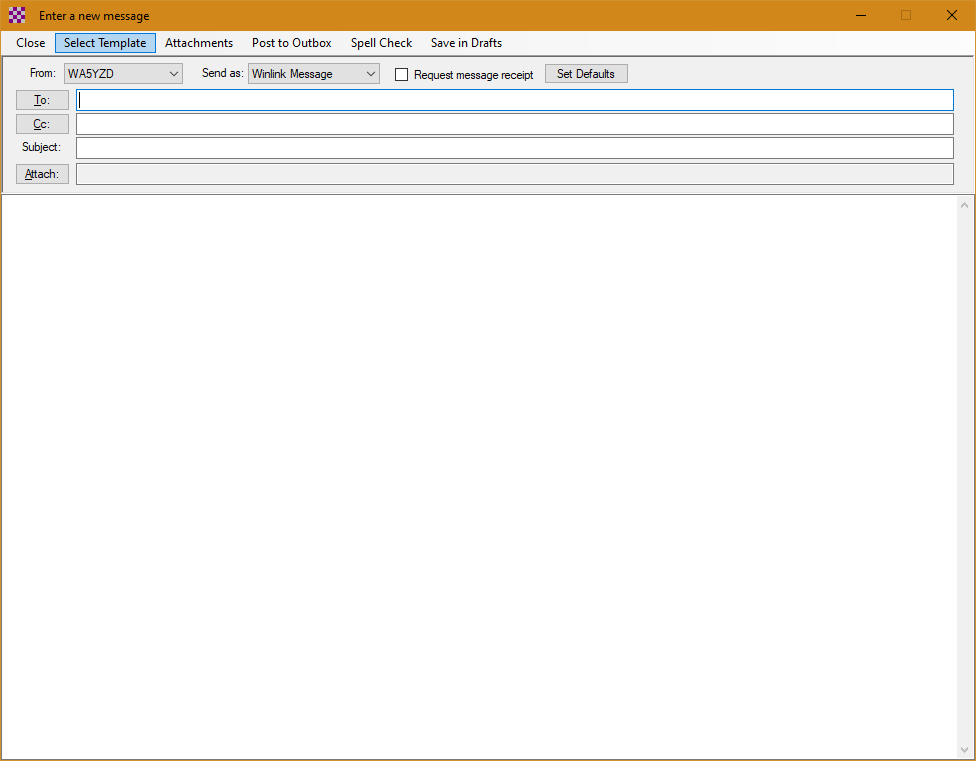 Enter a new message
Close Select Template Attachments Post to Outbox Spell Check Save in Drafts
From: WA5YZD Send as: Winlink Message Request message receipt Set Defaults
To:
Cc:
Subject:
Attach: